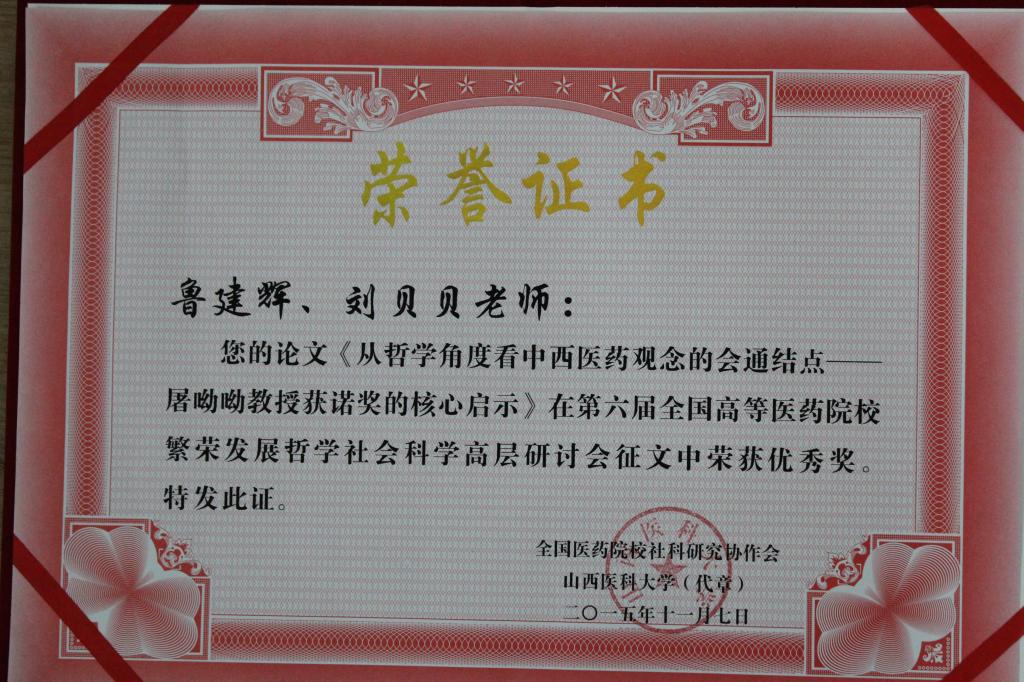 荣誉证书
鲁建辉、刘贝贝老师：
您的论文《从哲学角度看中西医药观念的会通结点——
屠呦呦教授获诺奖的核心启示》在第六届全国高等医药院校
繁荣发展哲学社会科学高层研讨会征文中荣获优秀奖。
特发此证。
全国医药院校社科研究协作会
山西医科大学（代章）
二〇一五年十一月七日